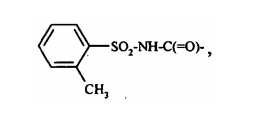 SO2-NH-C(=O)- ,
CH3